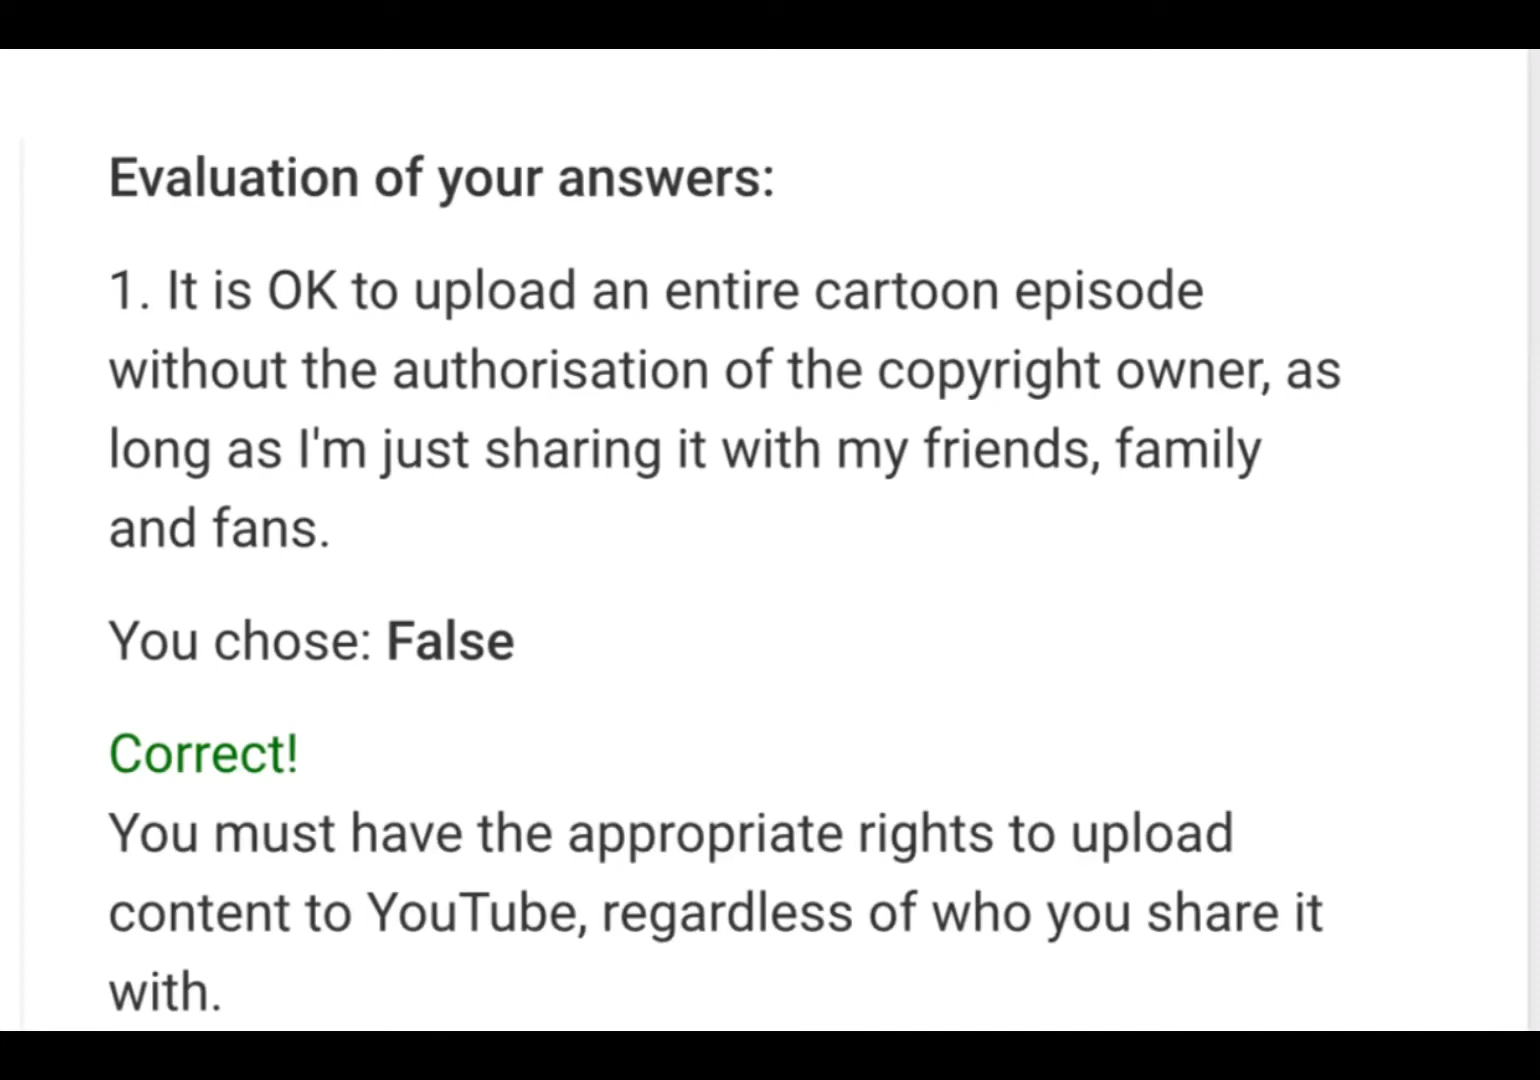 Evaluation of your answers:
1. It is OK to upload an entire cartoon episode
without the authorisation of the copyright owner, as
long as I'm just sharing it with my friends, family
and fans.
You chose: False
Correct!
You must have the appropriate rights to upload
content to YouTube, regardless of who you share it
with.